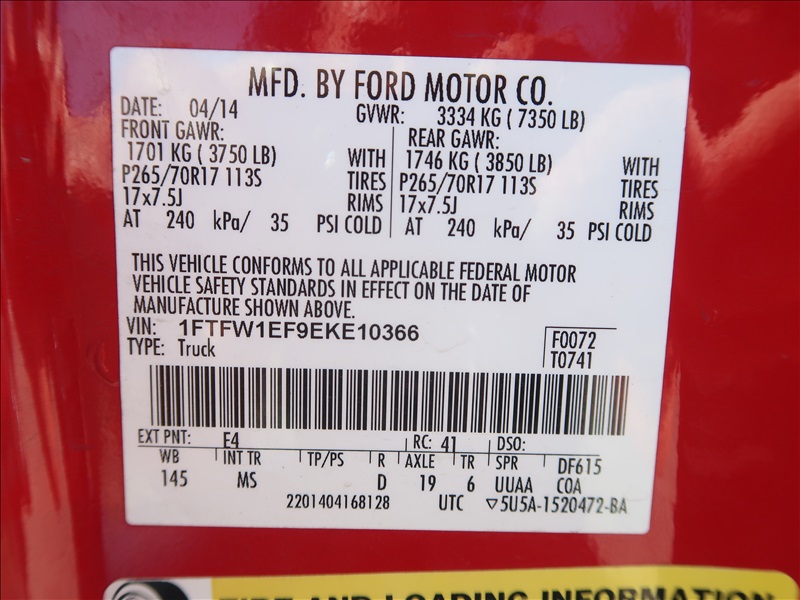 MFD. BY FORD MOTOR CO.
DATE: 04/14 GVWR: 3334 KG ( 7350 LB)
FRONT GAWR: REAR GAWR:
1701 KG ( 3750 LB) WITH 1746 KG ( 3850 LB) WITH
P265/70R17 113S TIRES P265/70R17 113S TIRES
17x7.5J RIMS 17x7.5J RIMS
AT 240 kPa/ 35 PSI COLD AT 240 kPa/ 35 PSI COLD
THIS VEHICLE CONFORMS TO ALL APPLICABLE FEDERAL MOTOR
VEHICLE SAFETY STANDARDS IN EFFECT ON THE DATE OF
MANUFACTURE SHOWN ABOVE.
VIN: 1FTFW1EF9EKE10366 F0072
TYPE: Truck T0741
EXT PNT: E4 RC: 41 DSO:
WB INT TR TP/PS R AXLE TR SPR DF615
145 MS D 19 6 UUAA COA
2201404168128 UTC ▽5U5A-1520472-BA
TIRE AND LOADING INFORMATION